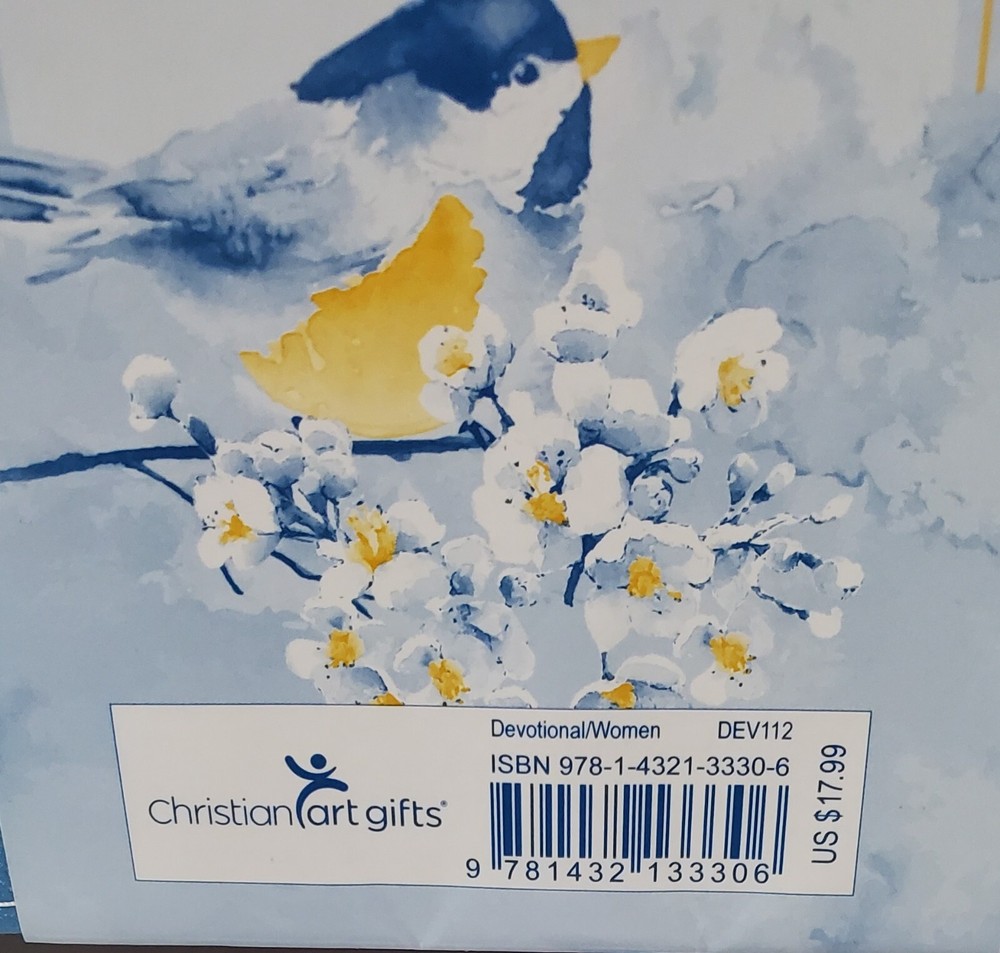 Christian art gifts®
Devotional/Women DEV112
ISBN 978-1-4321-3330-6
9 781432 133306
US $17.99